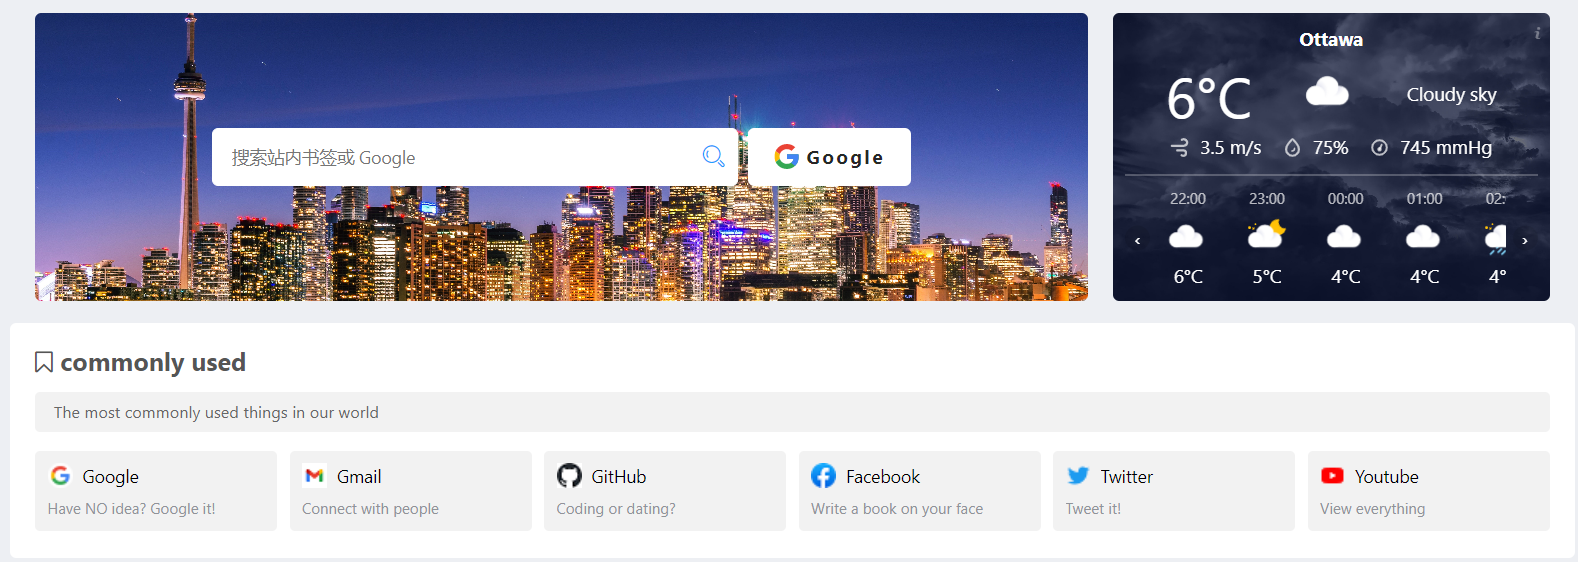 搜索站内书签或 Google
Google
Ottawa
i
6°C
Cloudy sky
3.5 m/s
75%
745 mmHg
22:00
23:00
00:00
01:00
02:
‹
›
6°C
5°C
4°C
4°C
4°
commonly used
The most commonly used things in our world
Google
Gmail
GitHub
Facebook
Twitter
Youtube
Have NO idea? Google it!
Connect with people
Coding or dating?
Write a book on your face
Tweet it!
View everything